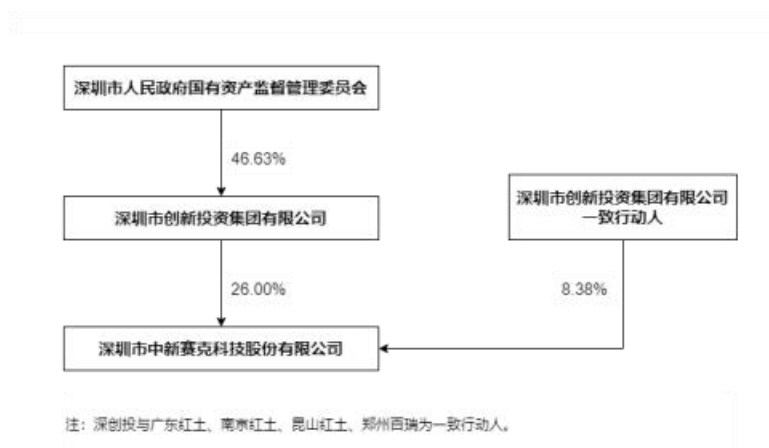 深圳市人民政府国有资产监督管理委员会
46.63%
深圳市创新投资集团有限公司
深圳市创新投资集团有限公司
一致行动人
26.00%
8.38%
深圳市中新赛克科技股份有限公司
注：深创投与广东红土、南京红土、昆山红土、郑州百瑞为一致行动人。